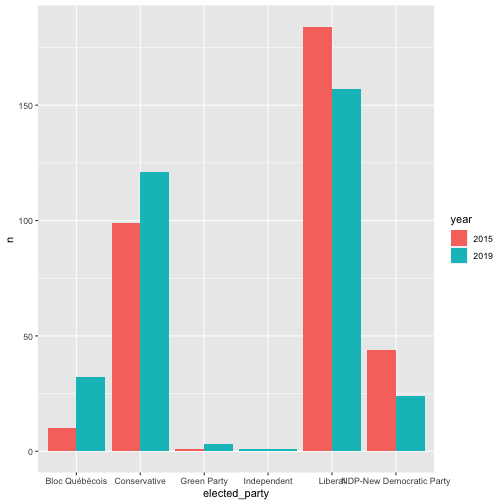 n
150
100
50
0
Bloc Québécois Conservative Green Party Independent Liberal NDP-New Democratic Party
elected_party
year
2015
2019